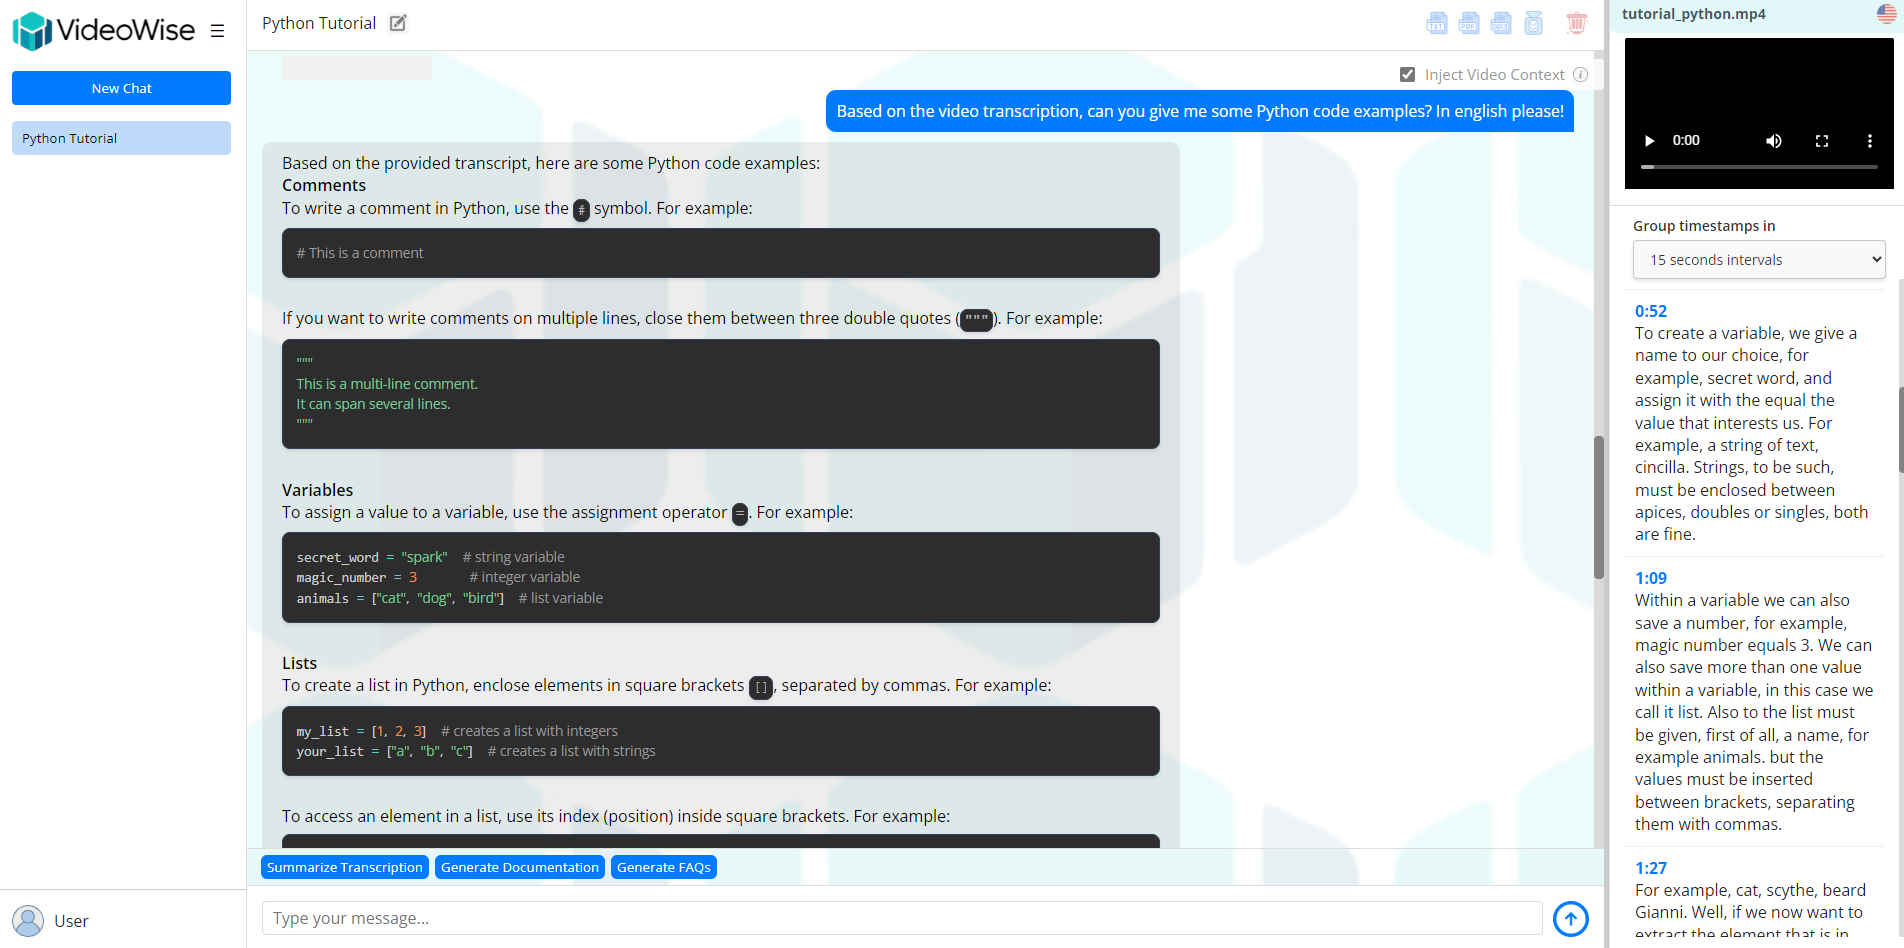 VideoWise
New Chat
Python Tutorial
User
Python Tutorial
TXT PDF DOCX
Inject Video Context
Based on the video transcription, can you give me some Python code examples? In english please!
Based on the provided transcript, here are some Python code examples:
Comments
To write a comment in Python, use the # symbol. For example:
# This is a comment
If you want to write comments on multiple lines, close them between three double quotes ("""). For example:
"""
This is a multi-line comment.
It can span several lines.
"""
Variables
To assign a value to a variable, use the assignment operator =. For example:
secret_word = "spark"  # string variable
magic_number = 3       # integer variable
animals = ["cat", "dog", "bird"]  # list variable
Lists
To create a list in Python, enclose elements in square brackets [], separated by commas. For example:
my_list = [1, 2, 3]  # creates a list with integers
your_list = ["a", "b", "c"]  # creates a list with strings
To access an element in a list, use its index (position) inside square brackets. For example:
Summarize Transcription Generate Documentation Generate FAQs
Type your message...
tutorial_python.mp4
0:00
Group timestamps in
15 seconds intervals
0:52
To create a variable, we give a
name to our choice, for
example, secret word, and
assign it with the equal the
value that interests us. For
example, a string of text,
cincilla. Strings, to be such,
must be enclosed between
apices, doubles or singles, both
are fine.
1:09
Within a variable we can also
save a number, for example,
magic number equals 3. We can
also save more than one value
within a variable, in this case we
call it list. Also to the list must
be given, first of all, a name, for
example animals. but the
values must be inserted
between brackets, separating
them with commas.
1:27
For example, cat, scythe, beard
Gianni. Well, if we now want to
extract the element that is in